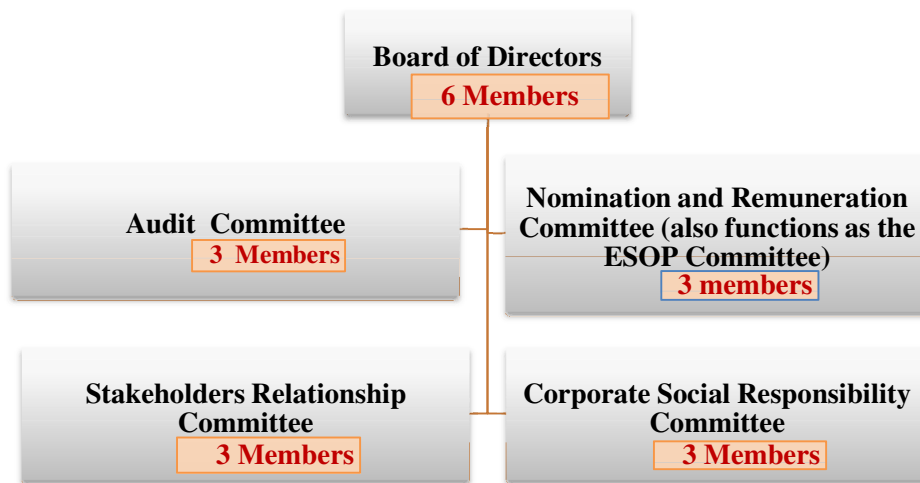 Board of Directors
6 Members
Audit Committee
3 Members
Nomination and Remuneration
Committee (also functions as the
ESOP Committee)
3 members
Stakeholders Relationship
Committee
3 Members
Corporate Social Responsibility
Committee
3 Members